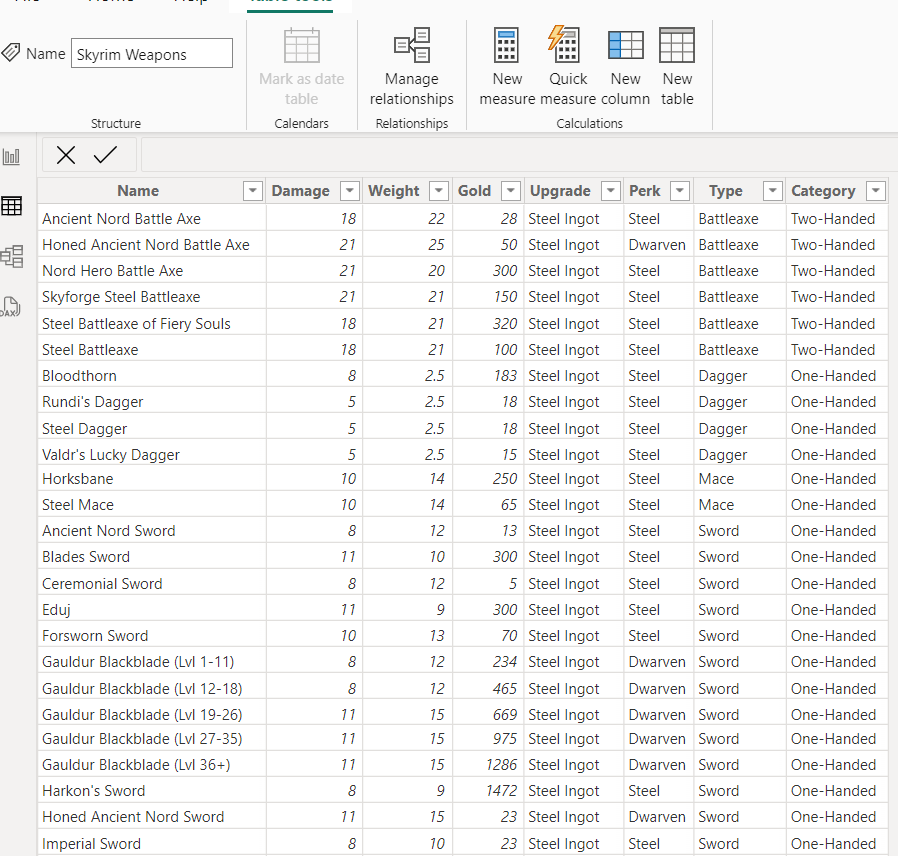 Home Help Table tools
Name Skyrim Weapons
Mark as date table
Manage relationships
New measure
Quick measure
New column
New table
Structure Calendars Relationships Calculations
DAX
Name Damage Weight Gold Upgrade Perk Type Category
Ancient Nord Battle Axe 18 22 28 Steel Ingot Steel Battleaxe Two-Handed
Honed Ancient Nord Battle Axe 21 25 50 Steel Ingot Dwarven Battleaxe Two-Handed
Nord Hero Battle Axe 21 20 300 Steel Ingot Steel Battleaxe Two-Handed
Skyforge Steel Battleaxe 21 21 150 Steel Ingot Steel Battleaxe Two-Handed
Steel Battleaxe of Fiery Souls 18 21 320 Steel Ingot Steel Battleaxe Two-Handed
Steel Battleaxe 18 21 100 Steel Ingot Steel Battleaxe Two-Handed
Bloodthorn 8 2.5 183 Steel Ingot Steel Dagger One-Handed
Rundi's Dagger 5 2.5 18 Steel Ingot Steel Dagger One-Handed
Steel Dagger 5 2.5 18 Steel Ingot Steel Dagger One-Handed
Valdr's Lucky Dagger 5 2.5 15 Steel Ingot Steel Dagger One-Handed
Horksbane 10 14 250 Steel Ingot Steel Mace One-Handed
Steel Mace 10 14 65 Steel Ingot Steel Mace One-Handed
Ancient Nord Sword 8 12 13 Steel Ingot Steel Sword One-Handed
Blades Sword 11 10 300 Steel Ingot Steel Sword One-Handed
Ceremonial Sword 8 12 5 Steel Ingot Steel Sword One-Handed
Eduj 11 9 300 Steel Ingot Steel Sword One-Handed
Forsworn Sword 10 13 70 Steel Ingot Steel Sword One-Handed
Gauldur Blackblade (Lvl 1-11) 8 12 234 Steel Ingot Dwarven Sword One-Handed
Gauldur Blackblade (Lvl 12-18) 8 12 465 Steel Ingot Dwarven Sword One-Handed
Gauldur Blackblade (Lvl 19-26) 11 15 669 Steel Ingot Dwarven Sword One-Handed
Gauldur Blackblade (Lvl 27-35) 11 15 975 Steel Ingot Dwarven Sword One-Handed
Gauldur Blackblade (Lvl 36+) 11 15 1286 Steel Ingot Dwarven Sword One-Handed
Harkon's Sword 8 9 1472 Steel Ingot Steel Sword One-Handed
Honed Ancient Nord Sword 11 15 23 Steel Ingot Dwarven Sword One-Handed
Imperial Sword 8 10 23 Steel Ingot Steel Sword One-Handed